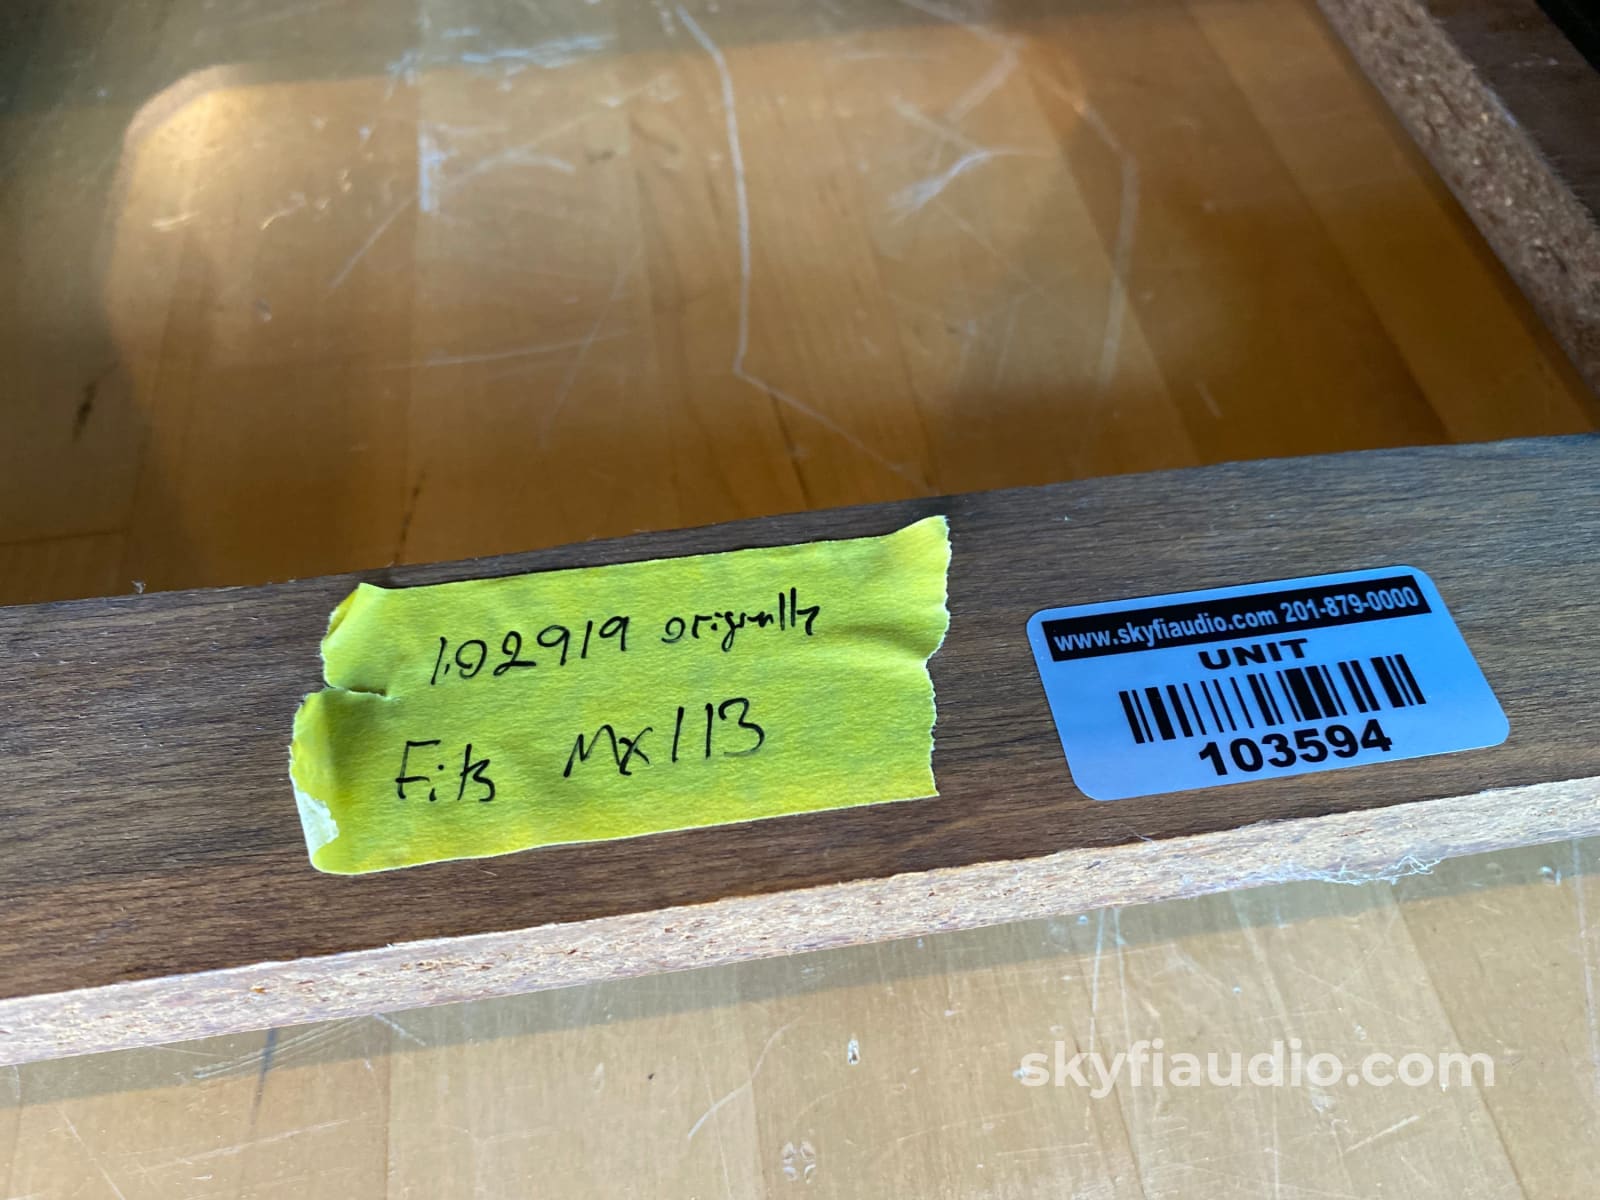 102919 originally
Fits MX113
www.skyfiaudio.com 201-879-0000
UNIT
103594
skyfiaudio.com